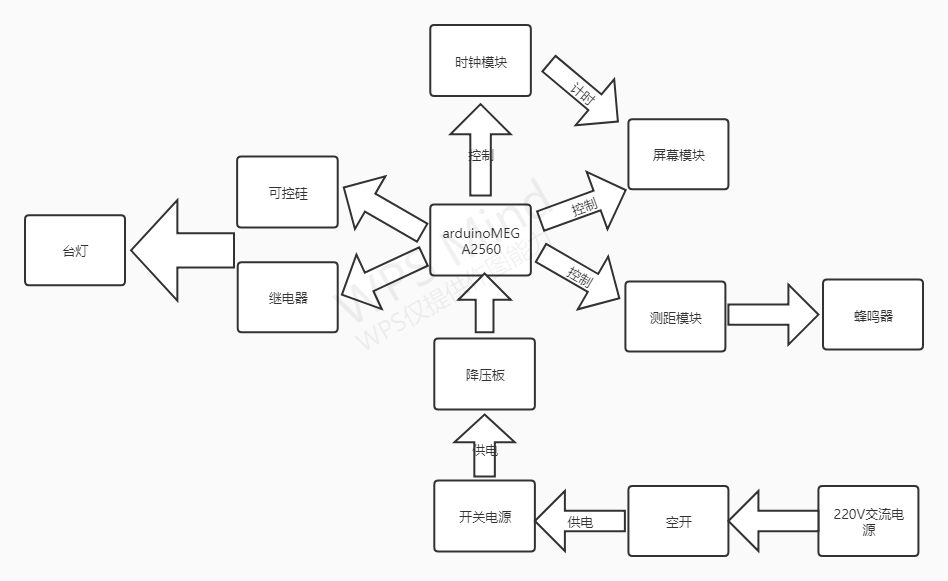 时钟模块
计时
屏幕模块
控制
可控硅
控制
arduinoMEG
A2560
台灯
控制
继电器
测距模块
蜂鸣器
降压板
供电
开关电源
供电
空开
220V交流电
源
WPS Mind